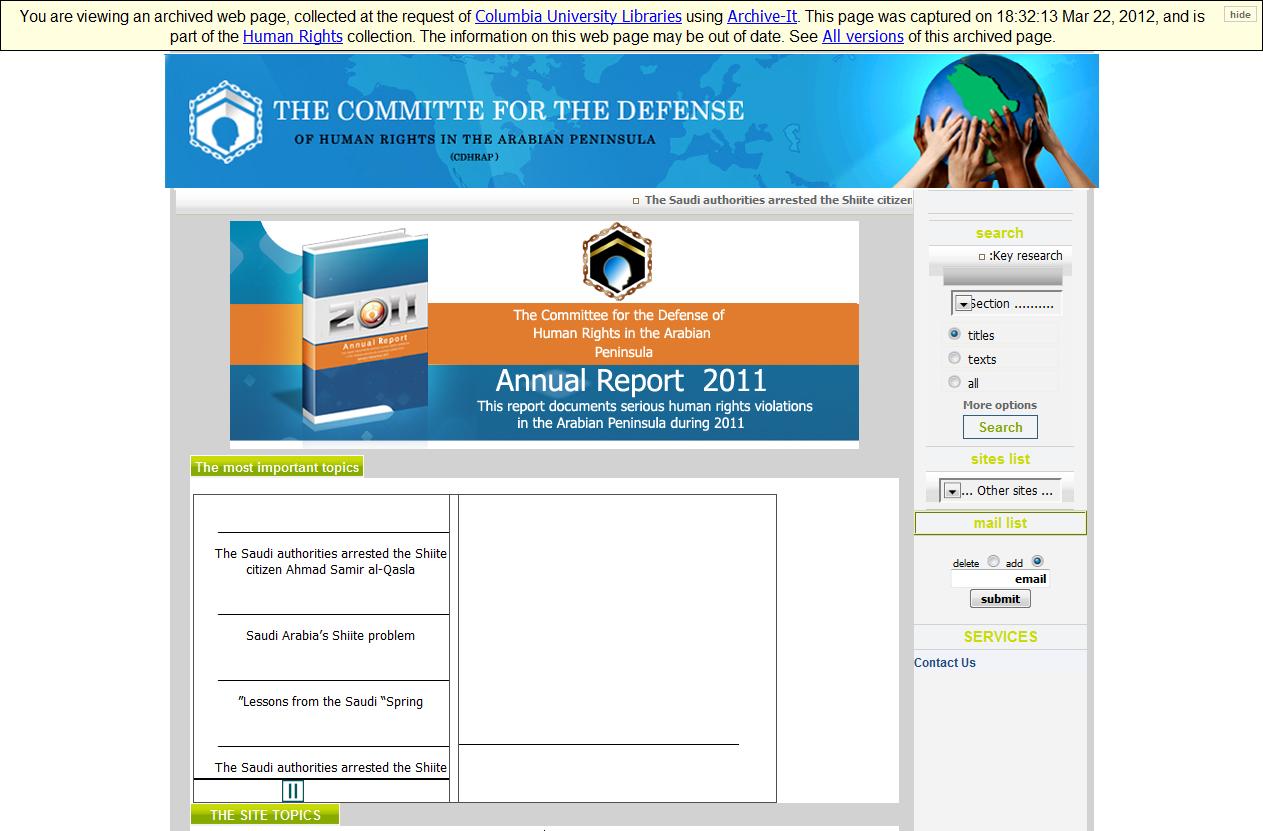 You are viewing an archived web page, collected at the request of Columbia University Libraries using Archive-It. This page was captured on 18:32:13 Mar 22, 2012, and is
part of the Human Rights collection. The information on this web page may be out of date. See All versions of this archived page.
hide
THE COMMITTE FOR THE DEFENSE
OF HUMAN RIGHTS IN THE ARABIAN PENINSULA
(CDHRAP)
The Saudi authorities arrested the Shiite citizen
2011
Annual Report
The Committee for the Defense of
Human Rights in the Arabian
Peninsula
Annual Report 2011
This report documents serious human rights violations
in the Arabian Peninsula during 2011
The most important topics
The Saudi authorities arrested the Shiite
citizen Ahmad Samir al-Qasla
Saudi Arabia’s Shiite problem
”Lessons from the Saudi “Spring
The Saudi authorities arrested the Shiite
THE SITE TOPICS
search
:Key research
Section ..........
titles
texts
all
More options
Search
sites list
... Other sites ...
mail list
delete add
email
submit
SERVICES
Contact Us